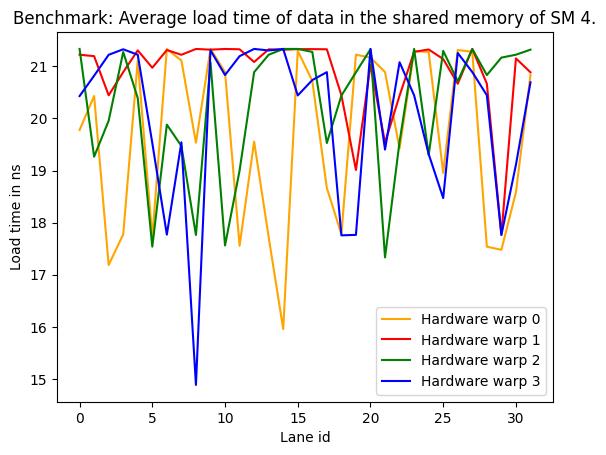 Benchmark: Average load time of data in the shared memory of SM 4.
Load time in ns
21
20
19
18
17
16
15
0 5 10 15 20 25 30
Lane id
Hardware warp 0
Hardware warp 1
Hardware warp 2
Hardware warp 3